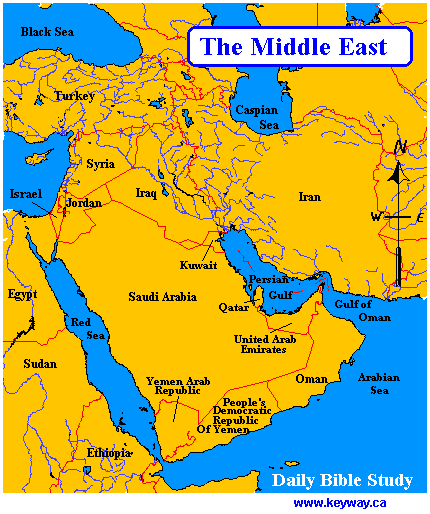 The Middle East
Black Sea
Turkey
Caspian
Sea
Syria
Israel
Jordan
Iraq
Iran
N
W
E
Kuwait
Persian
Gulf
Egypt
Saudi Arabia
Qatar
Gulf of
Oman
Red
Sea
United Arab
Emirates
Sudan
Yemen Arab
Republic
Oman
Arabian
Sea
People's
Democratic
Republic
Of Yemen
Ethiopia
Daily Bible Study
www.keyway.ca